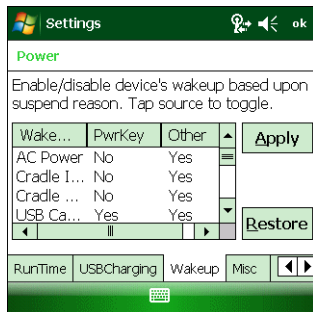 Settings ok
Power
Enable/disable device's wakeup based upon
suspend reason. Tap source to toggle.
Wake... PwrKey Other
AC Power No Yes
Cradle I... No Yes
Cradle ... No Yes
USB Ca... Yes Yes
Apply
Restore
RunTime USBCharging Wakeup Misc